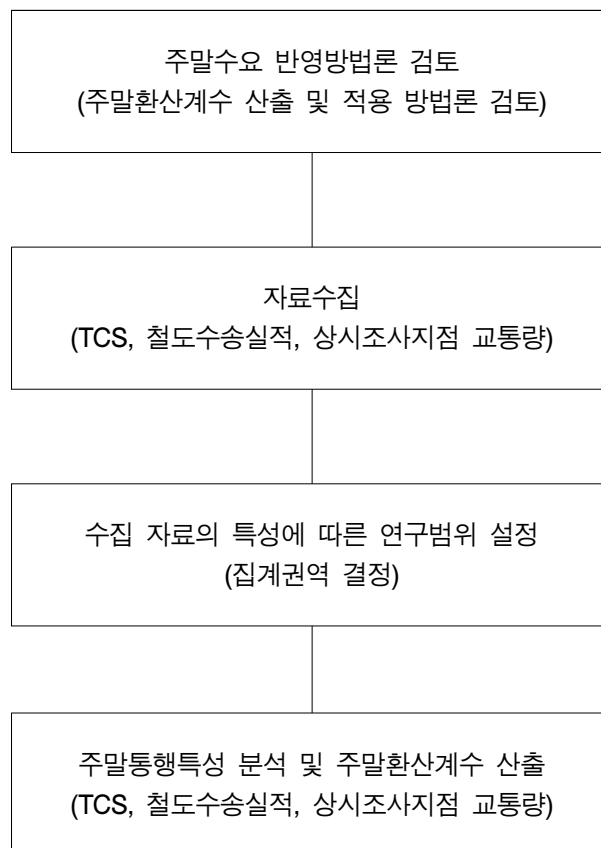 주말수요 반영방법론 검토
(주말환산계수 산출 및 적용 방법론 검토)
자료수집
(TCS, 철도수송실적, 상시조사지점 교통량)
수집 자료의 특성에 따른 연구범위 설정
(집계권역 결정)
주말통행특성 분석 및 주말환산계수 산출
(TCS, 철도수송실적, 상시조사지점 교통량)